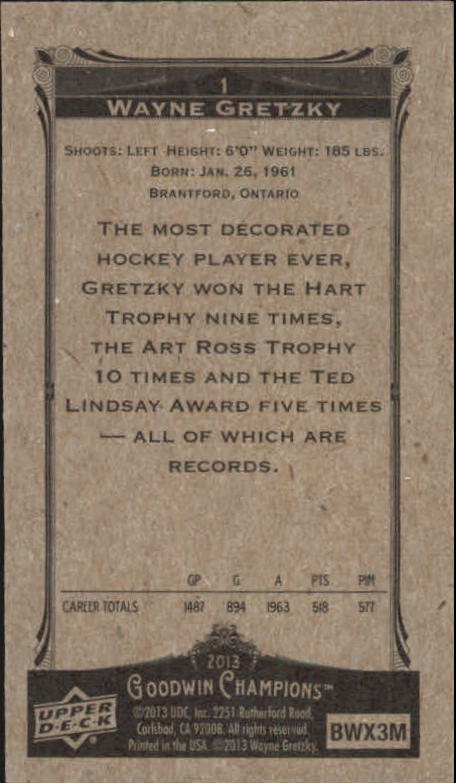 1
WAYNE GRETZKY
SHOOTS: LEFT HEIGHT: 6'0" WEIGHT: 185 LBS.
BORN: JAN. 26, 1961
BRANTFORD, ONTARIO
THE MOST DECORATED
HOCKEY PLAYER EVER,
GRETZKY WON THE HART
TROPHY NINE TIMES,
THE ART ROSS TROPHY
10 TIMES AND THE TED
LINDSAY AWARD FIVE TIMES
— ALL OF WHICH ARE
RECORDS.
GP G A PTS PIM
CAREER TOTALS 1487 894 1963 518 577
2013
GOODWIN CHAMPIONS™
UPPER D·E·C·K
©2013 UDC, Inc. 2251 Rutherford Road,
Carlsbad, CA 92008. All rights reserved.
Printed in the USA. ©2013 Wayne Gretzky.
BWX3M